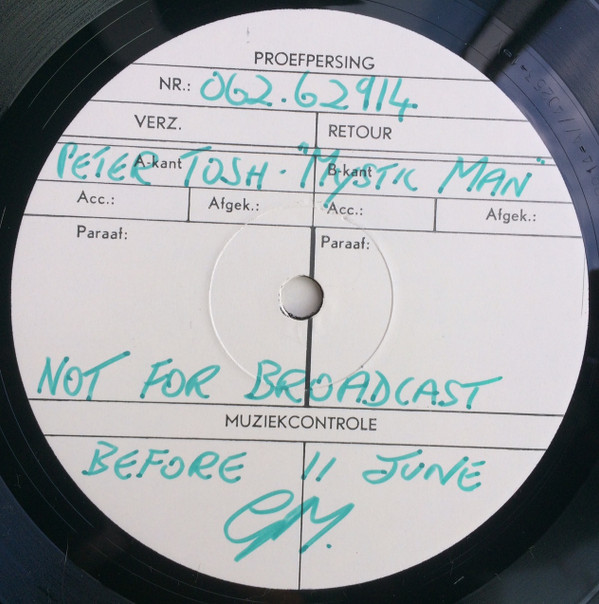 PROEFPERSING
NR.: 062.62914.
VERZ. RETOUR
A-kant B-kant
PETER TOSH. "MYSTIC MAN"
Acc.: Afgek.: Acc.: Afgek.:
Paraaf: Paraaf:
NOT FOR BROADCAST
MUZIEKCONTROLE
BEFORE 11 JUNE
GM.